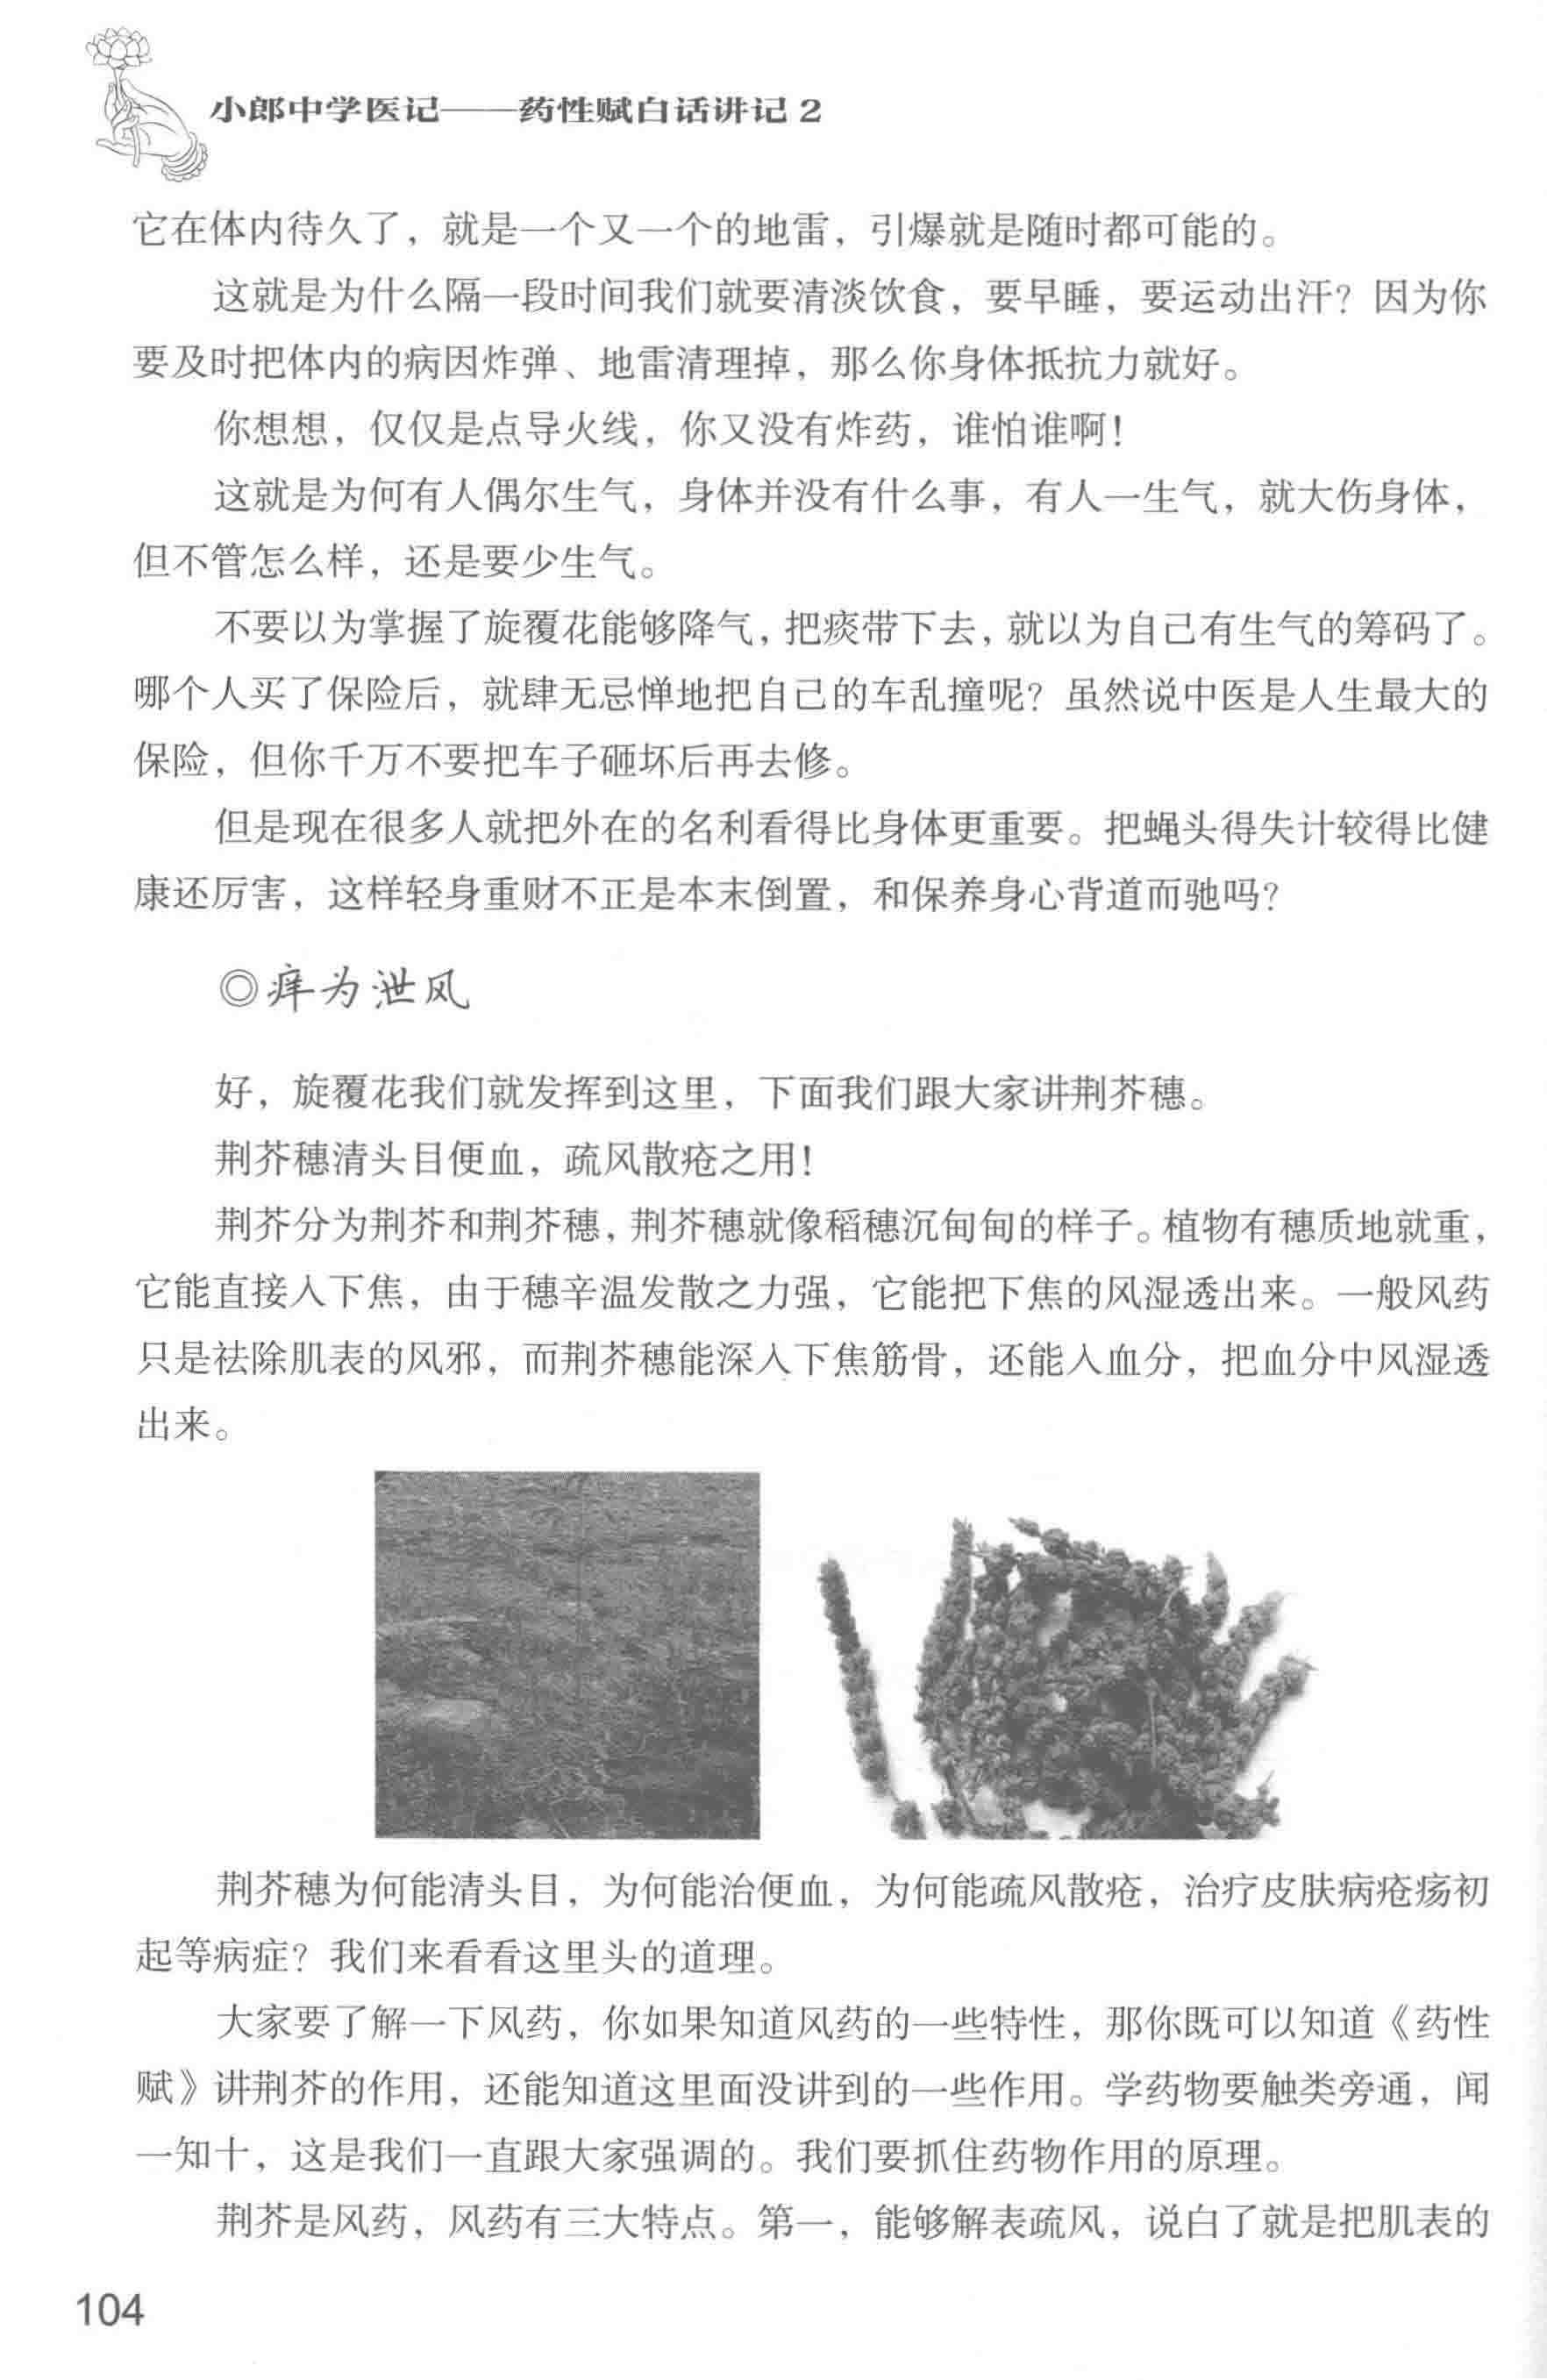 小郎中学医记——药性赋白话讲记 2
它在体内待久了，就是一个又一个的地雷，引爆就是随时都可能的。
这就是为什么隔一段时间我们就要清淡饮食，要早睡，要运动出汗？因为你
要及时把体内的病因炸弹、地雷清理掉，那么你身体抵抗力就好。
你想想，仅仅是点导火线，你又没有炸药，谁怕谁啊！
这就是为何有人偶尔生气，身体并没有什么事，有人一生气，就大伤身体，
但不管怎么样，还是要少生气。
不要以为掌握了旋覆花能够降气，把痰带下去，就以为自己有生气的筹码了。
哪个人买了保险后，就肆无忌惮地把自己的车乱撞呢？虽然说中医是人生最大的
保险，但你千万不要把车子砸坏后再去修。
但是现在很多人就把外在的名利看得比身体更重要。把蝇头得失计较得比健
康还厉害，这样轻身重财不正是本末倒置，和保养身心背道而驰吗？
◎痒为泄风
好，旋覆花我们就发挥到这里，下面我们跟大家讲荆芥穗。
荆芥穗清头目便血，疏风散疮之用！
荆芥分为荆芥和荆芥穗，荆芥穗就像稻穗沉甸甸的样子。植物有穗质地就重，
它能直接入下焦，由于穗辛温发散之力强，它能把下焦的风湿透出来。一般风药
只是祛除肌表的风邪，而荆芥穗能深入下焦筋骨，还能入血分，把血分中风湿透
出来。
荆芥穗为何能清头目，为何能治便血，为何能疏风散疮，治疗皮肤病疮疡初
起等病症？我们来看看这里头的道理。
大家要了解一下风药，你如果知道风药的一些特性，那你既可以知道《药性
赋》讲荆芥的作用，还能知道这里面没讲到的一些作用。学药物要触类旁通，闻
一知十，这是我们一直跟大家强调的。我们要抓住药物作用的原理。
荆芥是风药，风药有三大特点。第一，能够解表疏风，说白了就是把肌表的
104